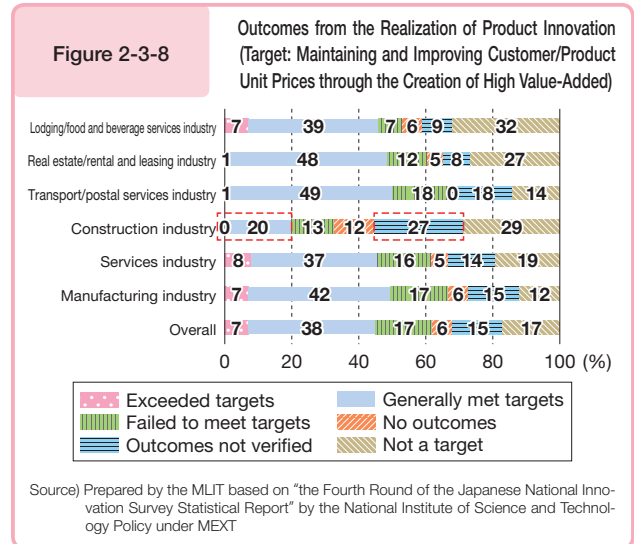 Figure 2-3-8
Outcomes from the Realization of Product Innovation
(Target: Maintaining and Improving Customer/Product
Unit Prices through the Creation of High Value-Added)
Lodging/food and beverage services industry 7 39 7 6 9 32
Real estate/rental and leasing industry 1 48 12 5 8 27
Transport/postal services industry 1 49 18 0 18 14
Construction industry 0 20 13 12 27 29
Services industry 8 37 16 5 14 19
Manufacturing industry 7 42 17 6 15 12
Overall 7 38 17 6 15 17
0 20 40 60 80 100 (%)
Exceeded targets Generally met targets
Failed to meet targets No outcomes
Outcomes not verified Not a target
Source) Prepared by the MLIT based on “the Fourth Round of the Japanese National Inno-
vation Survey Statistical Report” by the National Institute of Science and Technol-
ogy Policy under MEXT